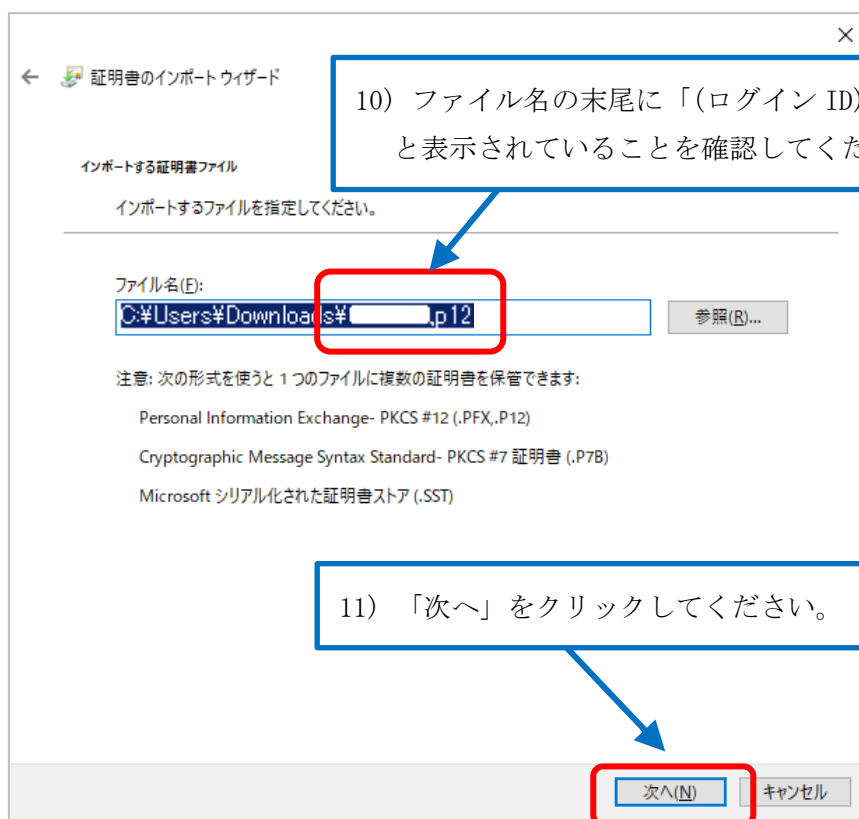 証明書のインポート ウィザード
10) ファイル名の末尾に「(ログイン ID)
と表示されていることを確認してくだ
インポートする証明書ファイル
インポートするファイルを指定してください。
ファイル名(F):
C:¥Users¥Downloads¥ .p12
参照(R)...
注意: 次の形式を使うと 1 つのファイルに複数の証明書を保管できます:
Personal Information Exchange- PKCS #12 (.PFX,.P12)
Cryptographic Message Syntax Standard- PKCS #7 証明書 (.P7B)
Microsoft シリアル化された証明書ストア (.SST)
11) 「次へ」をクリックしてください。
次へ(N)
キャンセル